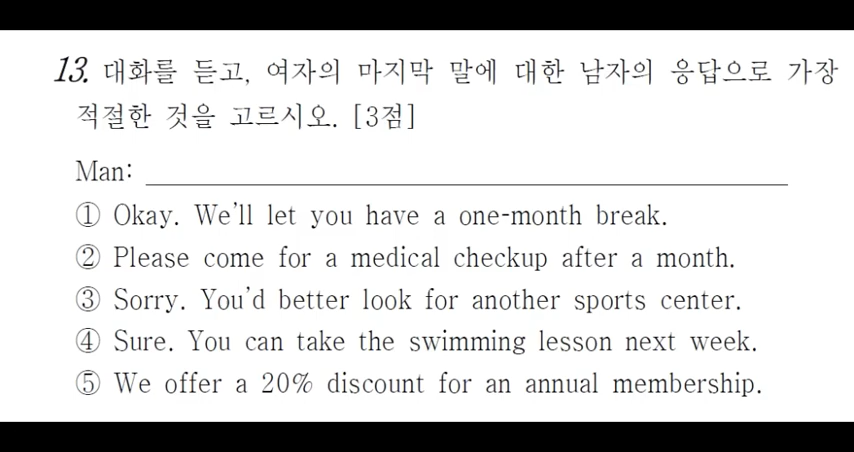 13. 대화를 듣고, 여자의 마지막 말에 대한 남자의 응답으로 가장
적절한 것을 고르시오. [3점]
Man:
① Okay. We'll let you have a one-month break.
② Please come for a medical checkup after a month.
③ Sorry. You'd better look for another sports center.
④ Sure. You can take the swimming lesson next week.
⑤ We offer a 20% discount for an annual membership.